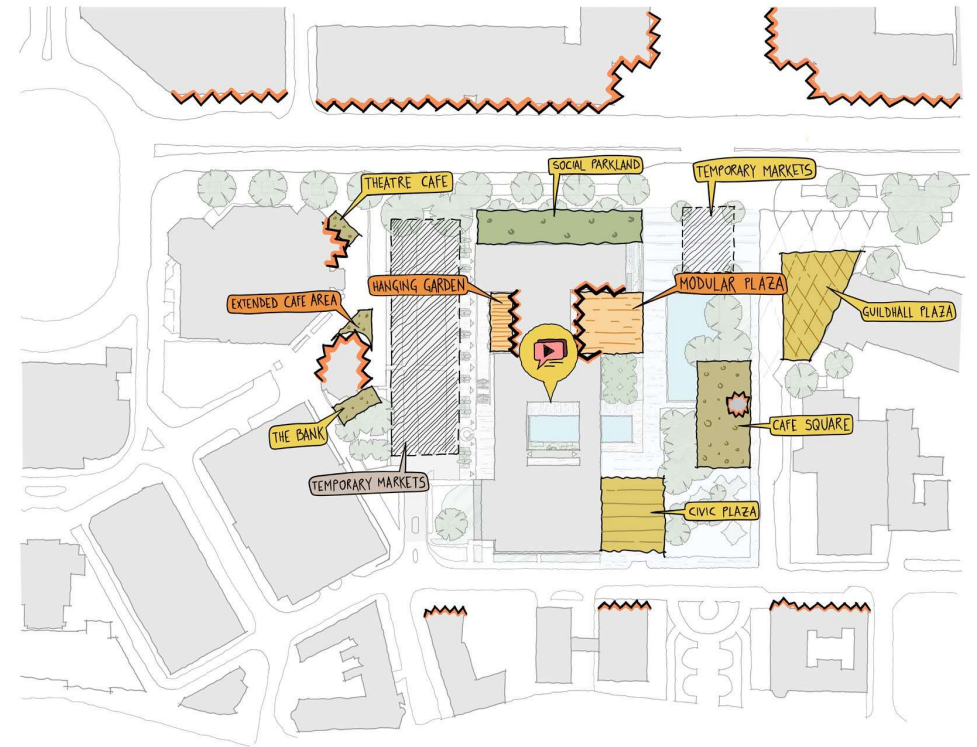 SOCIAL PARKLAND
TEMPORARY MARKETS
THEATRE CAFE
HANGING GARDEN
MODULAR PLAZA
EXTENDED CAFE AREA
GUILDHALL PLAZA
THE BANK
CAFE SQUARE
TEMPORARY MARKETS
CIVIC PLAZA